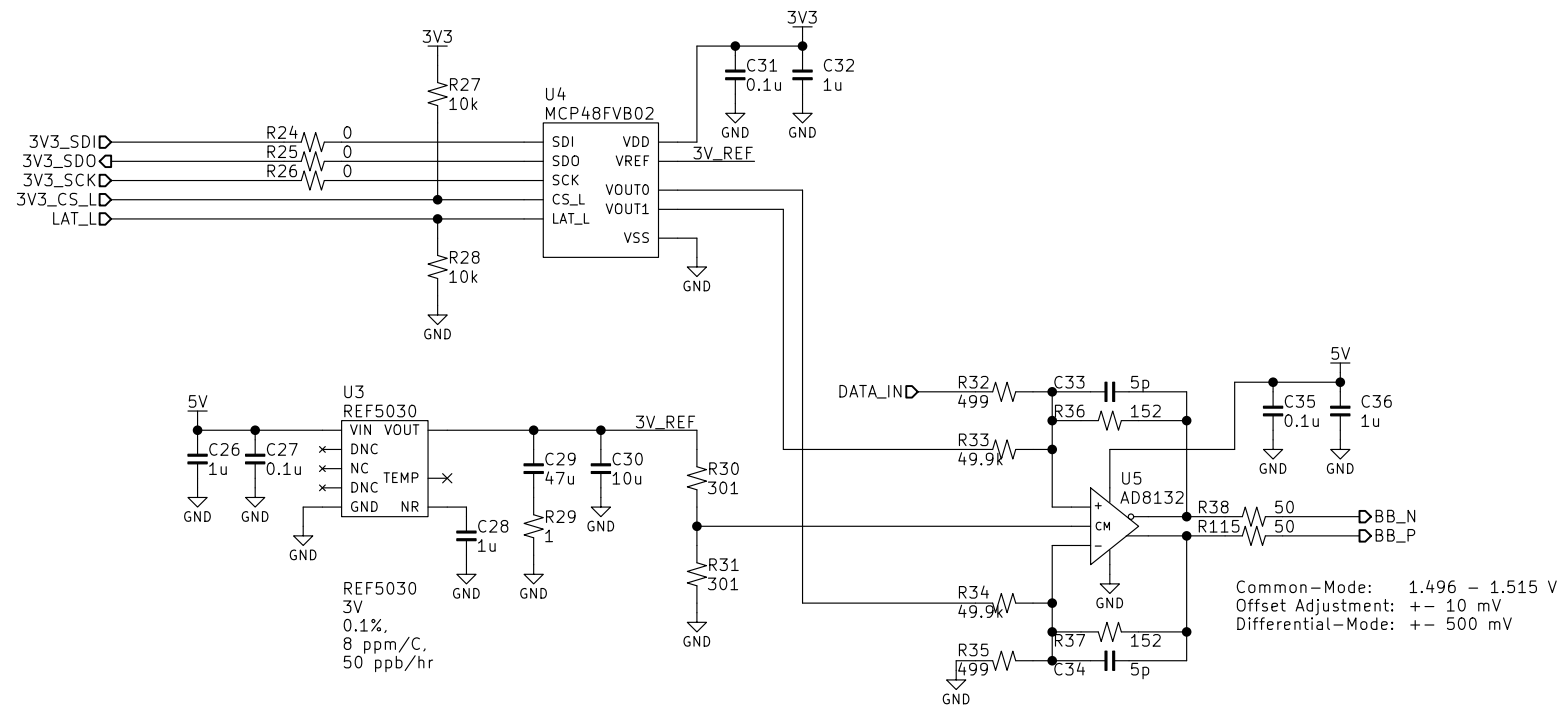 3V3
R27
10k
3V3
C31
0.1u
C32
1u
GND
GND
U4
MCP48FVB02
3V3_SDI
R24
0
SDI
VDD
3V3_SDO
R25
0
SDO
VREF
3V_REF
3V3_SCK
R26
0
SCK
3V3_CS_L
CS_L
VOUT0
LAT_L
LAT_L
VOUT1
VSS
GND
R28
10k
GND
5V
C26
1u
C27
0.1u
GND
GND
U3
REF5030
VIN
VOUT
DNC
NC
TEMP
DNC
GND
NR
GND
C28
1u
GND
C29
47u
R29
1
GND
C30
10u
GND
3V_REF
R30
301
R31
301
GND
REF5030
3V
0.1%,
8 ppm/C,
50 ppb/hr
DATA_IN
R32
499
C33
5p
R36
152
R33
49.9k
5V
C35
0.1u
C36
1u
GND
GND
U5
AD8132
+
CM
−
GND
R38
50
BB_N
R115
50
BB_P
R34
49.9k
R37
152
R35
499
C34
5p
GND
Common−Mode: 1.496 − 1.515 V
Offset Adjustment: +− 10 mV
Differential−Mode: +− 500 mV